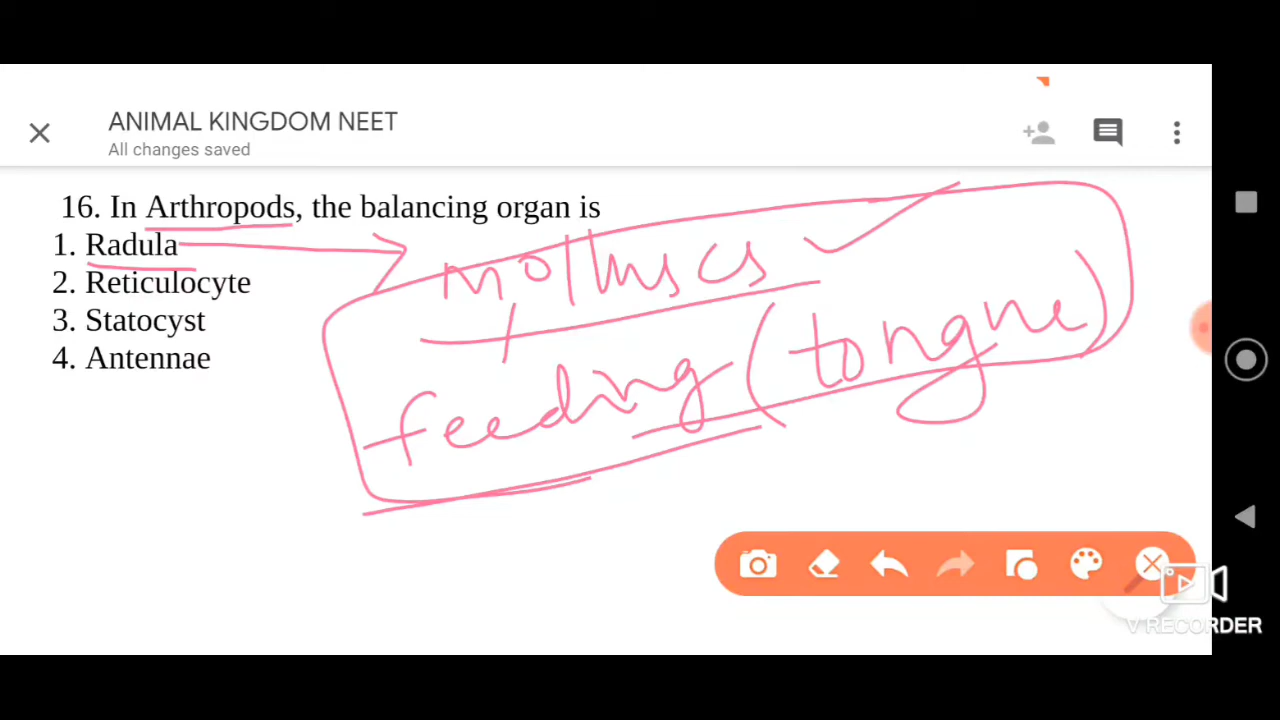 ANIMAL KINGDOM NEET
All changes saved
16. In Arthropods, the balancing organ is
1. Radula
2. Reticulocyte
3. Statocyst
4. Antennae
molluscs
feeding (tongue)
V RECORDER